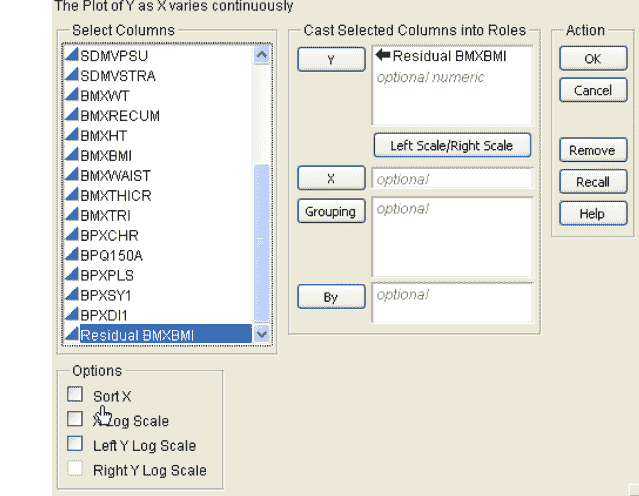 The Plot of Y as X varies continuously
Select Columns
SDMVPSU
SDMVSTRA
BMXWT
BMXRECUM
BMXHT
BMXBMI
BMXWAIST
BMXTHICR
BMXTRI
BPXCHR
BPQ150A
BPXPLS
BPXSY1
BPXDI1
Residual BMXBMI
Cast Selected Columns into Roles
Y
Residual BMXBMI
optional numeric
Left Scale/Right Scale
X
optional
Grouping
optional
By
optional
Action
OK
Cancel
Remove
Recall
Help
Options
Sort X
X Log Scale
Left Y Log Scale
Right Y Log Scale